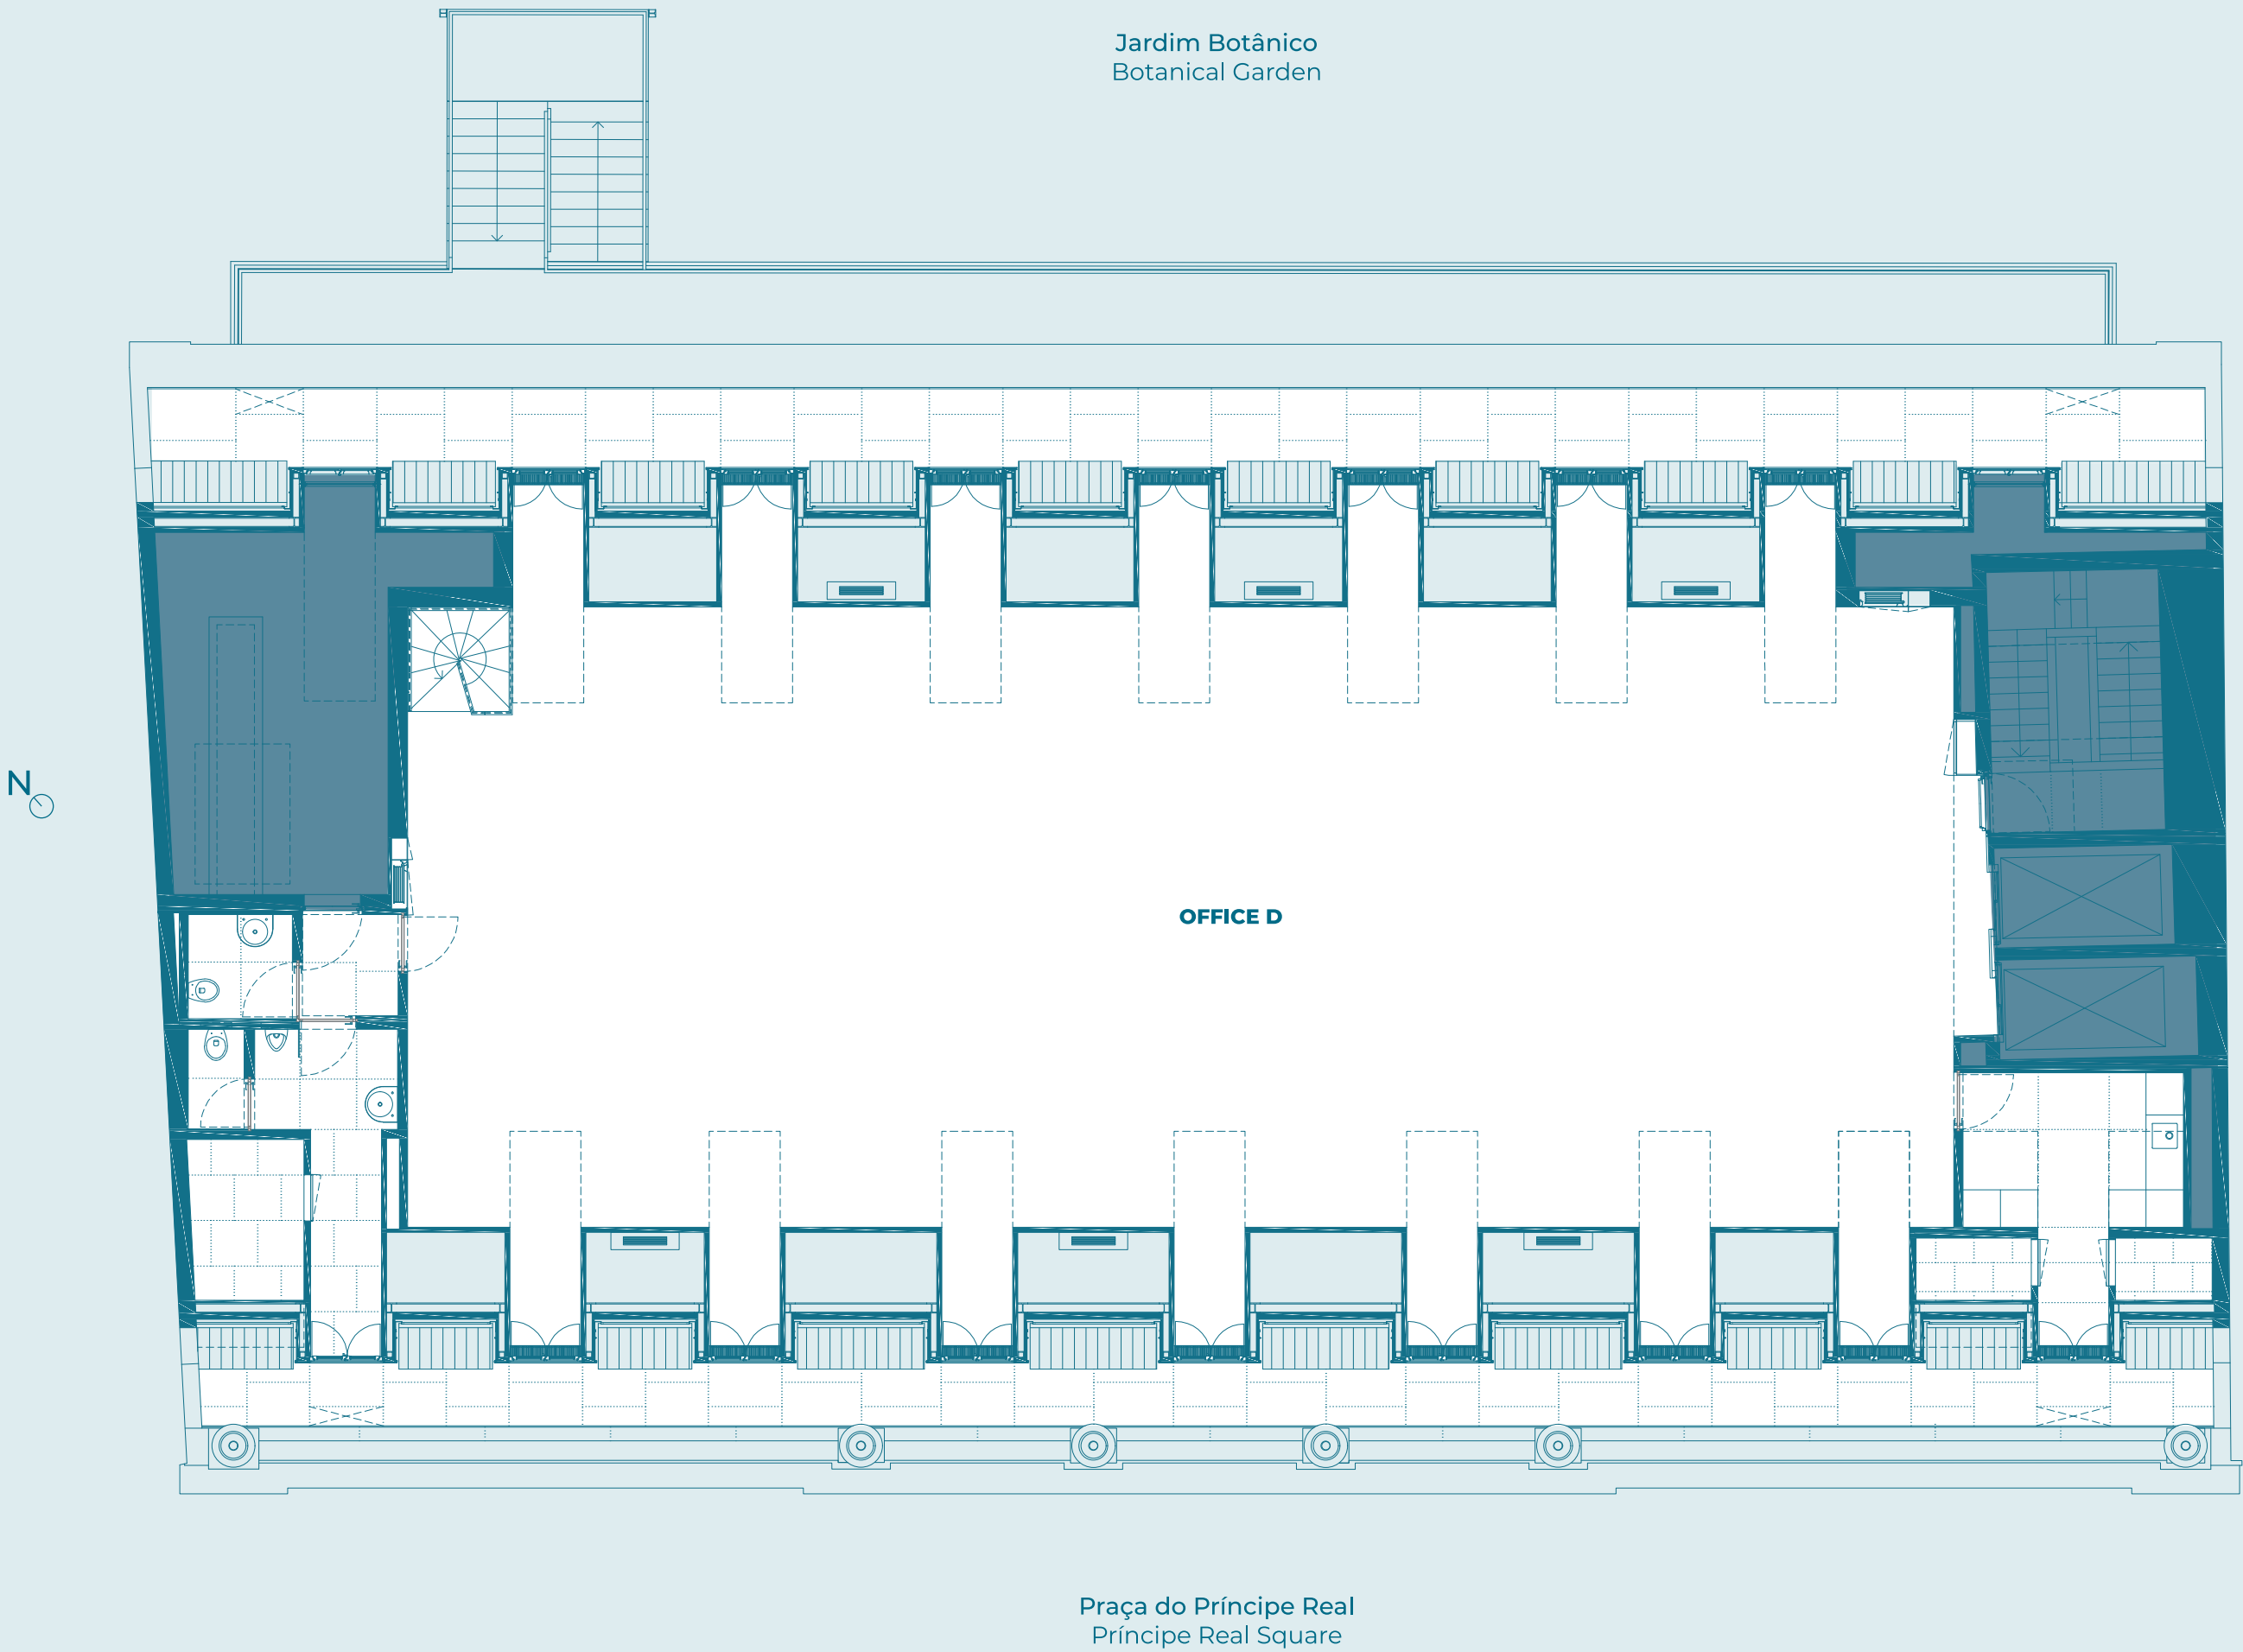 Jardim Botânico
Botanical Garden
N
OFFICE D
Praça do Príncipe Real
Príncipe Real Square